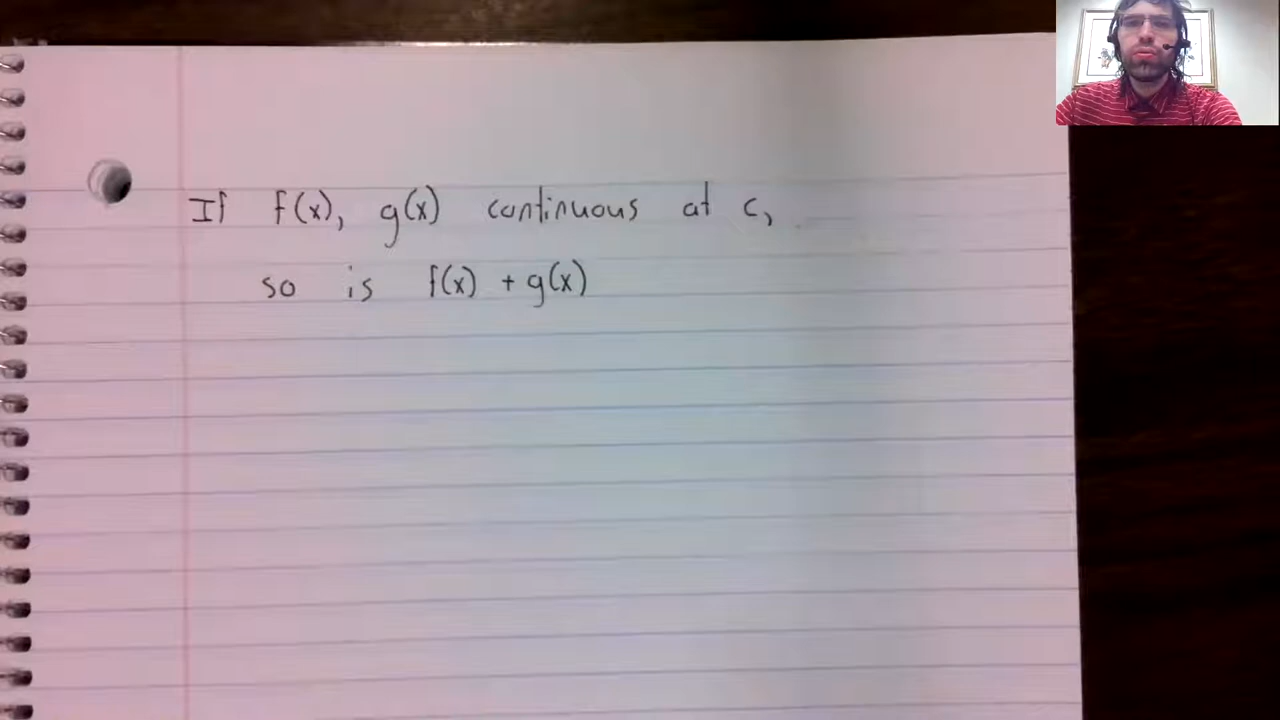 If f(x), g(x) continuous at c,
so is f(x) + g(x)